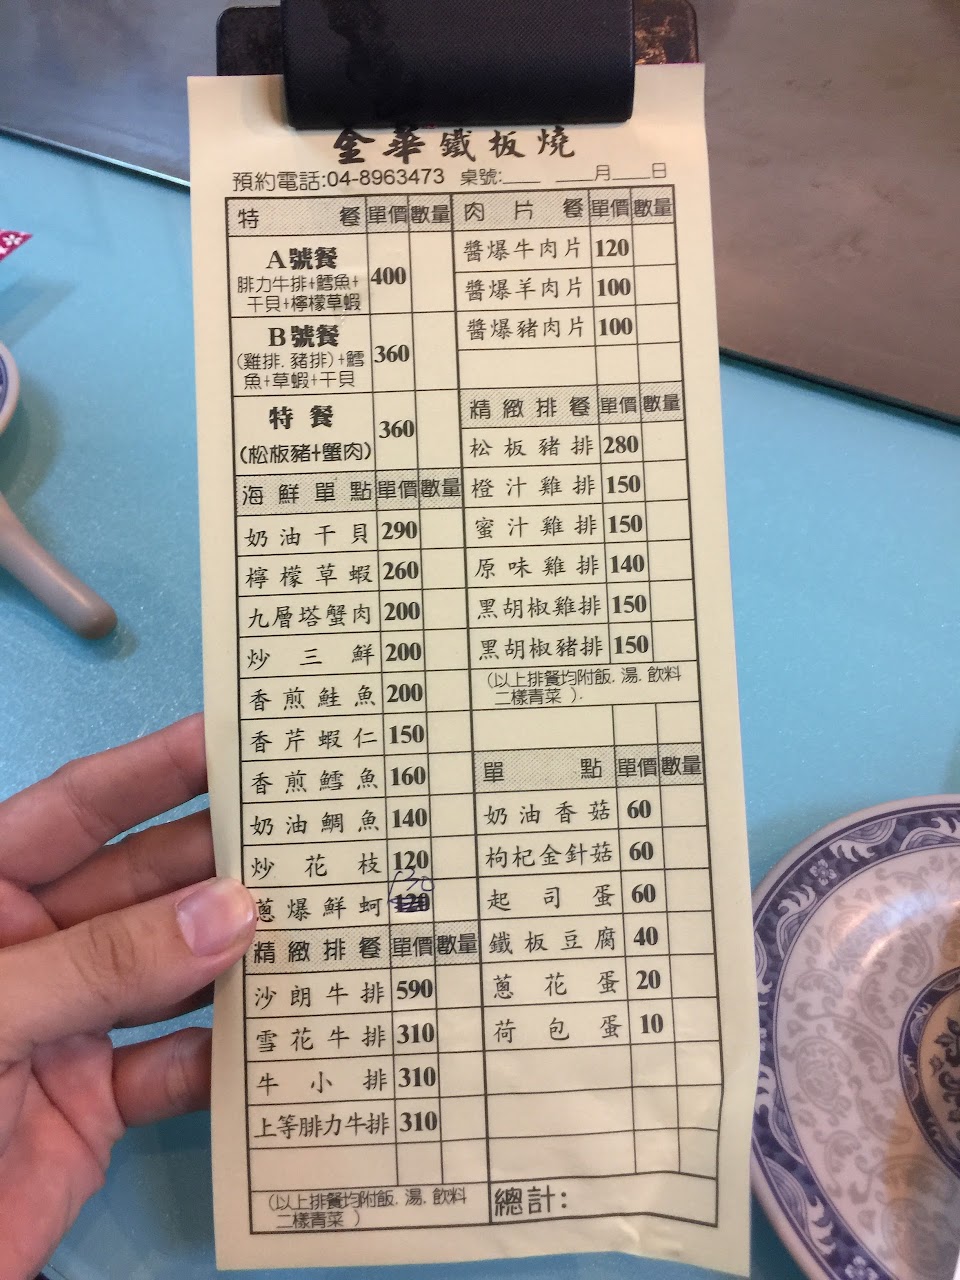 金華鐵板燒
預約電話:04-8963473 桌號:____ ____月____日
特餐 單價 數量
A號餐 400
腓力牛排+鱈魚+
干貝+檸檬草蝦
B號餐 360
(雞排.豬排)+鱈
魚+草蝦+干貝
特餐 360
(松板豬+蟹肉)
海鮮單點 單價 數量
奶油干貝 290
檸檬草蝦 260
九層塔蟹肉 200
炒三鮮 200
香煎鮭魚 200
香芹蝦仁 150
香煎鱈魚 160
奶油鯛魚 140
炒花枝 120
蔥爆鮮蚵 120 130
精緻排餐 單價 數量
沙朗牛排 590
雪花牛排 310
牛小排 310
上等腓力牛排 310
(以上排餐均附飯.湯.飲料
二樣青菜)
肉片餐 單價 數量
醬爆牛肉片 120
醬爆羊肉片 100
醬爆豬肉片 100
精緻排餐 單價 數量
松板豬排 280
橙汁雞排 150
蜜汁雞排 150
原味雞排 140
黑胡椒雞排 150
黑胡椒豬排 150
(以上排餐均附飯.湯.飲料
二樣青菜).
單點 單價 數量
奶油香菇 60
枸杞金針菇 60
起司蛋 60
鐵板豆腐 40
蔥花蛋 20
荷包蛋 10
總計: